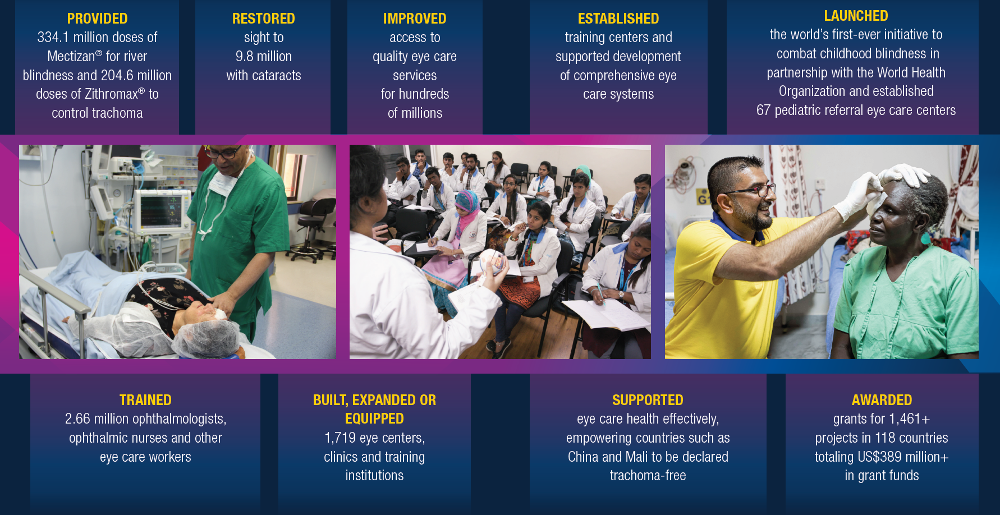 PROVIDED
334.1 million doses of
Mectizan® for river
blindness and 204.6 million
doses of Zithromax® to
control trachoma
RESTORED
sight to
9.8 million
with cataracts
IMPROVED
access to
quality eye care
services
for hundreds
of millions
ESTABLISHED
training centers and
supported development
of comprehensive eye
care systems
LAUNCHED
the world’s first-ever initiative to
combat childhood blindness in
partnership with the World Health
Organization and established
67 pediatric referral eye care centers
TRAINED
2.66 million ophthalmologists,
ophthalmic nurses and other
eye care workers
BUILT, EXPANDED OR
EQUIPPED
1,719 eye centers,
clinics and training
institutions
SUPPORTED
eye care health effectively,
empowering countries such as
China and Mali to be declared
trachoma-free
AWARDED
grants for 1,461+
projects in 118 countries
totaling US$389 million+
in grant funds